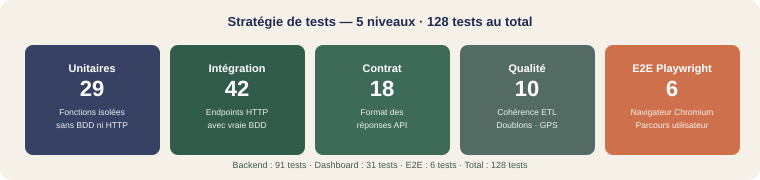 Stratégie de tests — 5 niveaux · 128 tests au total
Unitaires
29
Fonctions isolées
sans BDD ni HTTP
Intégration
42
Endpoints HTTP
avec vraie BDD
Contrat
18
Format des
réponses API
Qualité
10
Cohérence ETL
Doublons · GPS
E2E Playwright
6
Navigateur Chromium
Parcours utilisateur
Backend : 91 tests · Dashboard : 31 tests · E2E : 6 tests · Total : 128 tests